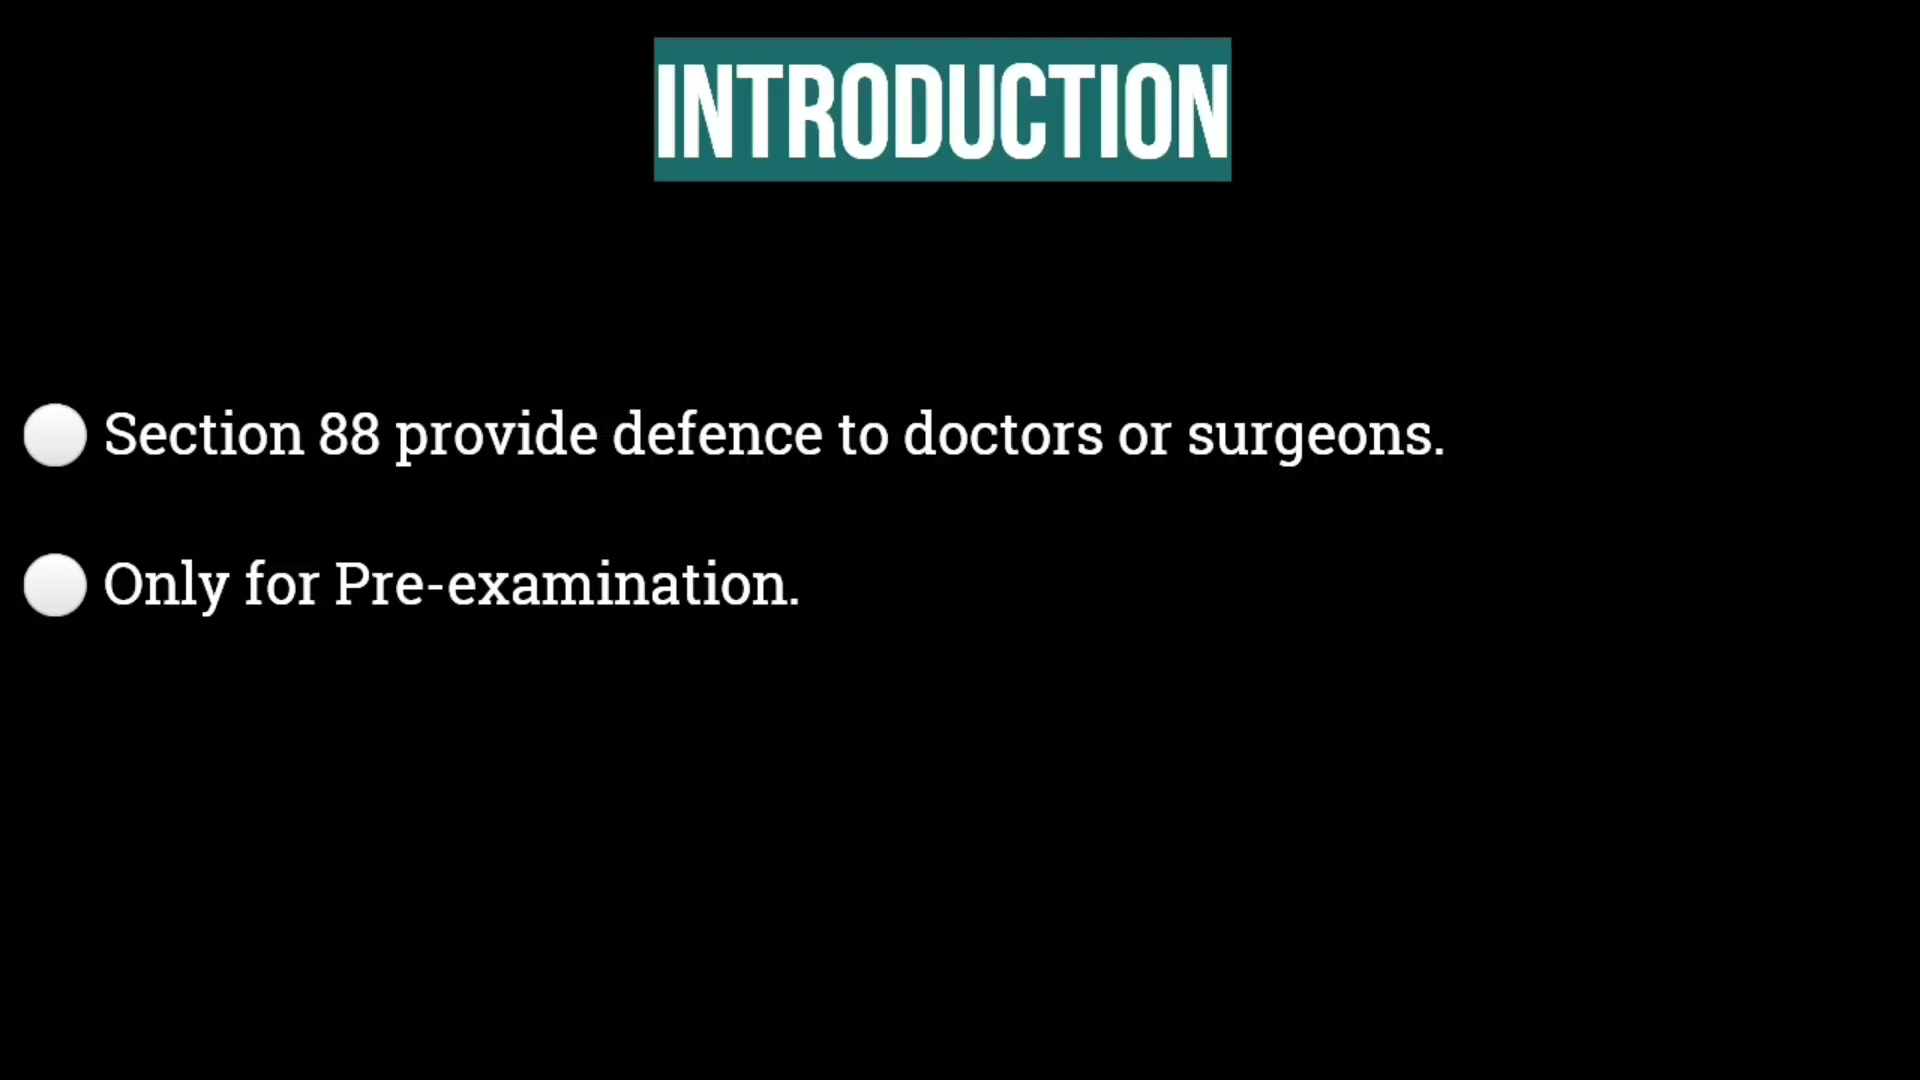 INTRODUCTION
Section 88 provide defence to doctors or surgeons.
Only for Pre-examination.